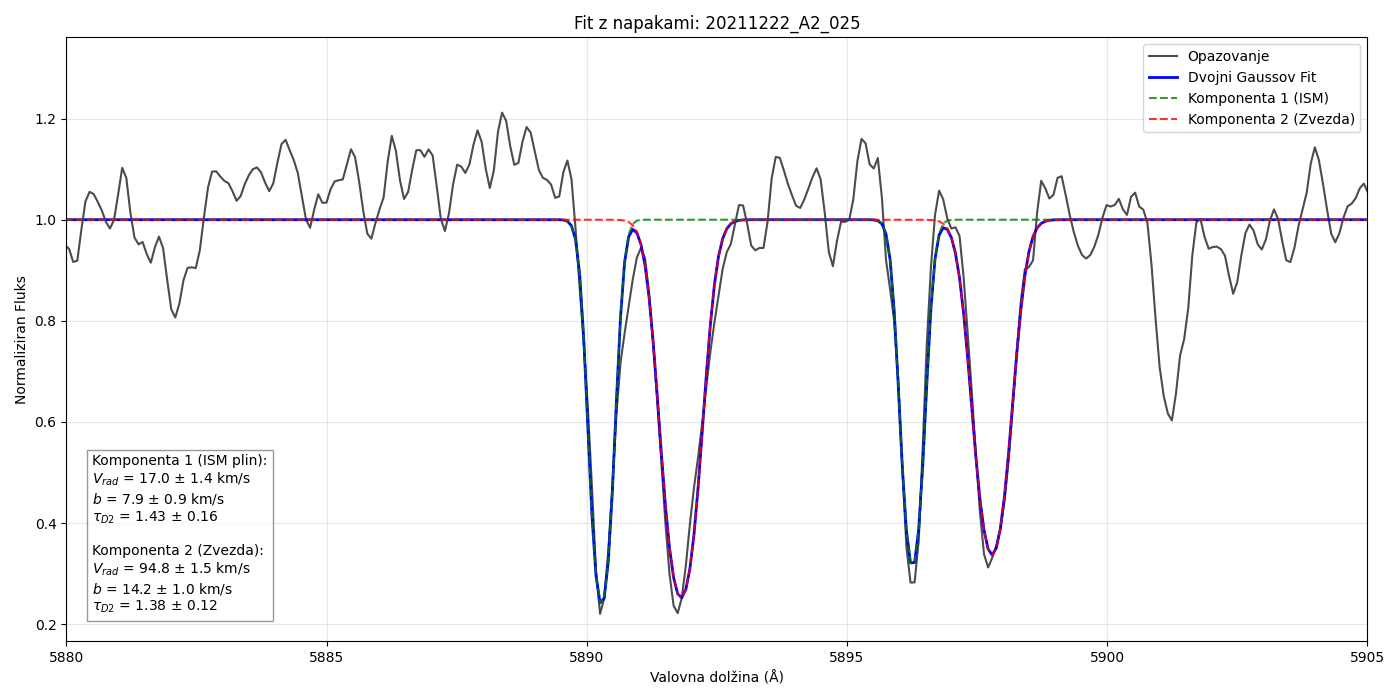 Fit z napakami: 20211222_A2_025
Normaliziran Fluks
1.2
1.0
0.8
0.6
0.4
0.2
Opazovanje
Dvojni Gaussov Fit
Komponenta 1 (ISM)
Komponenta 2 (Zvezda)
Komponenta 1 (ISM plin):
V_rad = 17.0 ± 1.4 km/s
b = 7.9 ± 0.9 km/s
τ_D2 = 1.43 ± 0.16
Komponenta 2 (Zvezda):
V_rad = 94.8 ± 1.5 km/s
b = 14.2 ± 1.0 km/s
τ_D2 = 1.38 ± 0.12
5880 5885 5890 5895 5900 5905
Valovna dolžina (Å)